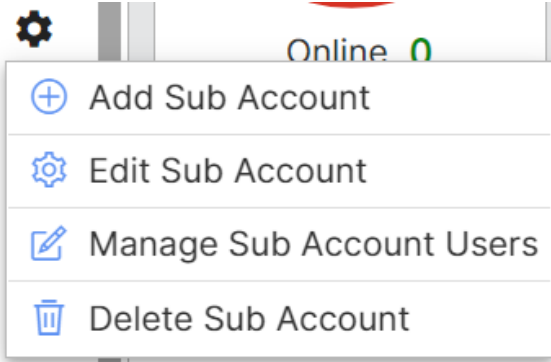 Online 0
Add Sub Account
Edit Sub Account
Manage Sub Account Users
Delete Sub Account